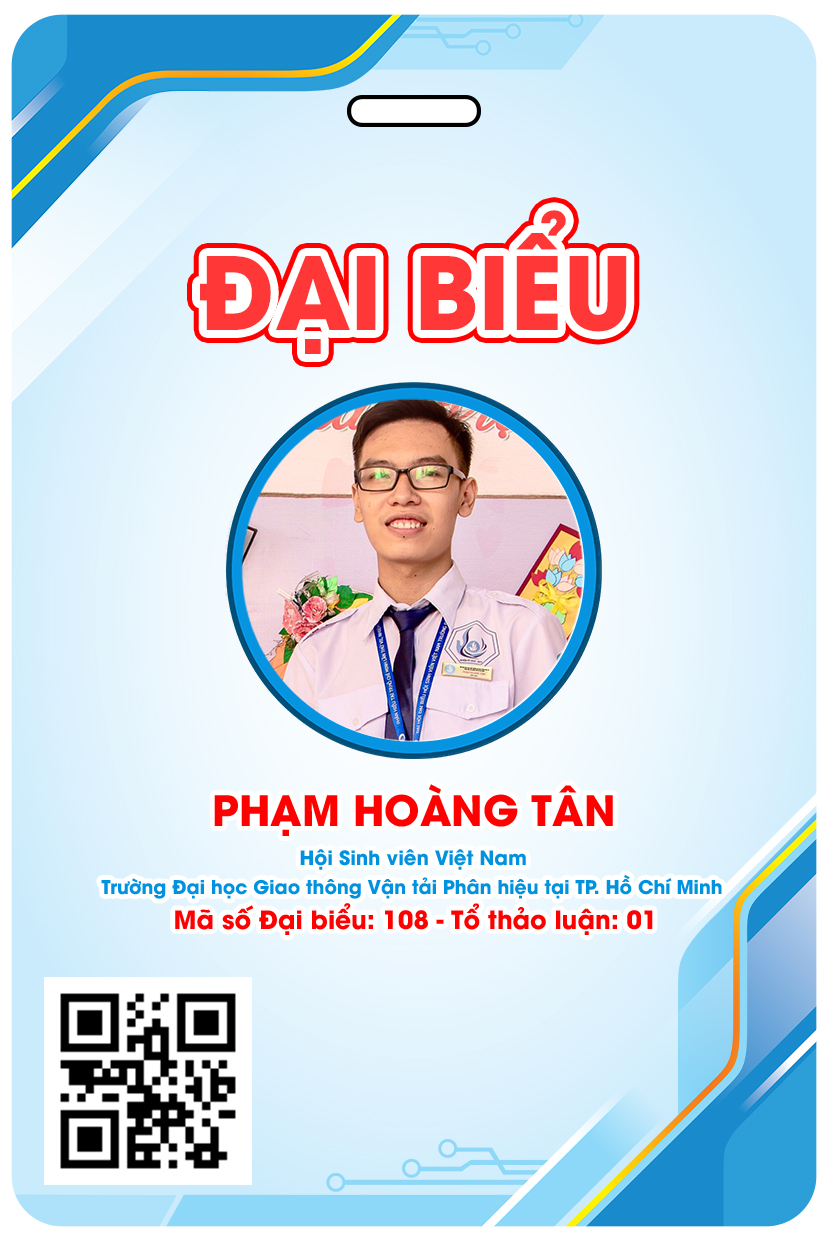 ĐẠI BIỂU
PHẠM HOÀNG TÂN
Hội Sinh viên Việt Nam
Trường Đại học Giao thông Vận tải Phân hiệu tại TP. Hồ Chí Minh
Mã số Đại biểu: 108 - Tổ thảo luận: 01